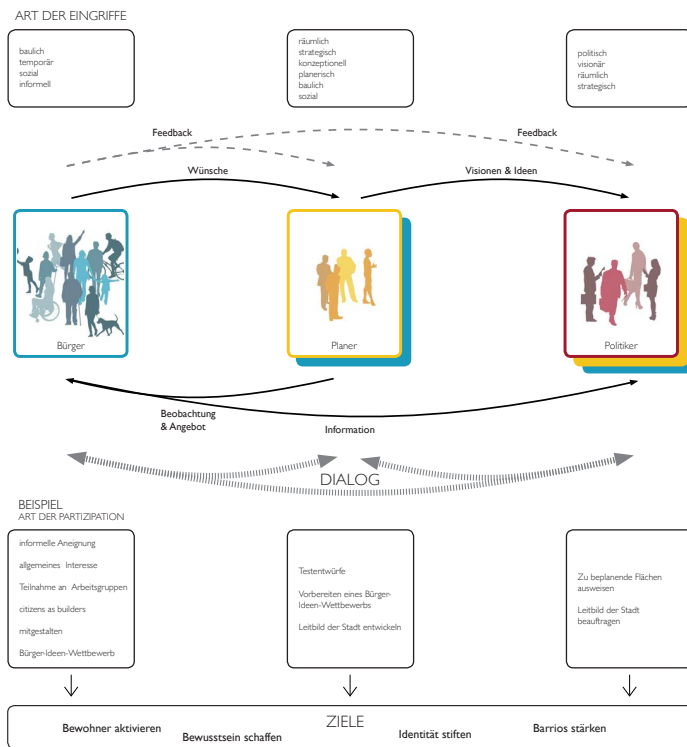 ART DER EINGRIFFE
baulich
temporär
sozial
informell
räumlich
strategisch
konzeptionell
planerisch
baulich
sozial
politisch
visionär
räumlich
strategisch
Feedback
Feedback
Wünsche
Visionen & Ideen
Bürger
Planer
Politiker
Beobachtung
& Angebot
Information
DIALOG
BEISPIEL
ART DER PARTIZIPATION
informelle Aneignung
allgemeines Interesse
Teilnahme an Arbeitsgruppen
citizens as builders
mitgestalten
Bürger-Ideen-Wettbewerb
Testentwürfe
Vorbereiten eines Bürger-
Ideen-Wettbewerbs
Leitbild der Stadt entwickeln
Zu beplanende Flächen
ausweisen
Leitbild der Stadt
beauftragen
ZIELE
Bewohner aktivieren
Bewusstsein schaffen
Identität stiften
Barrios stärken